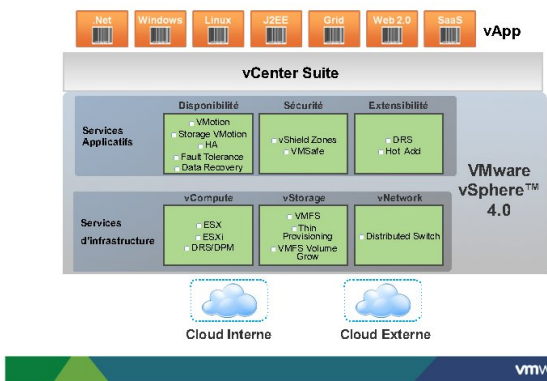 .Net Windows Linux J2EE Grid Web 2.0 SaaS vApp
vCenter Suite
Disponibilité Sécurité Extensibilité
Services
Applicatifs
VMotion
Storage VMotion
HA
Fault Tolerance
Data Recovery
vShield Zones
VMSafe
DRS
Hot Add
VMware
vSphere™
4.0
vCompute vStorage vNetwork
Services
d'infrastructure
ESX
ESXi
DRS/DPM
VMFS
Thin
Provisioning
VMFS Volume
Grow
Distributed Switch
Cloud Interne Cloud Externe